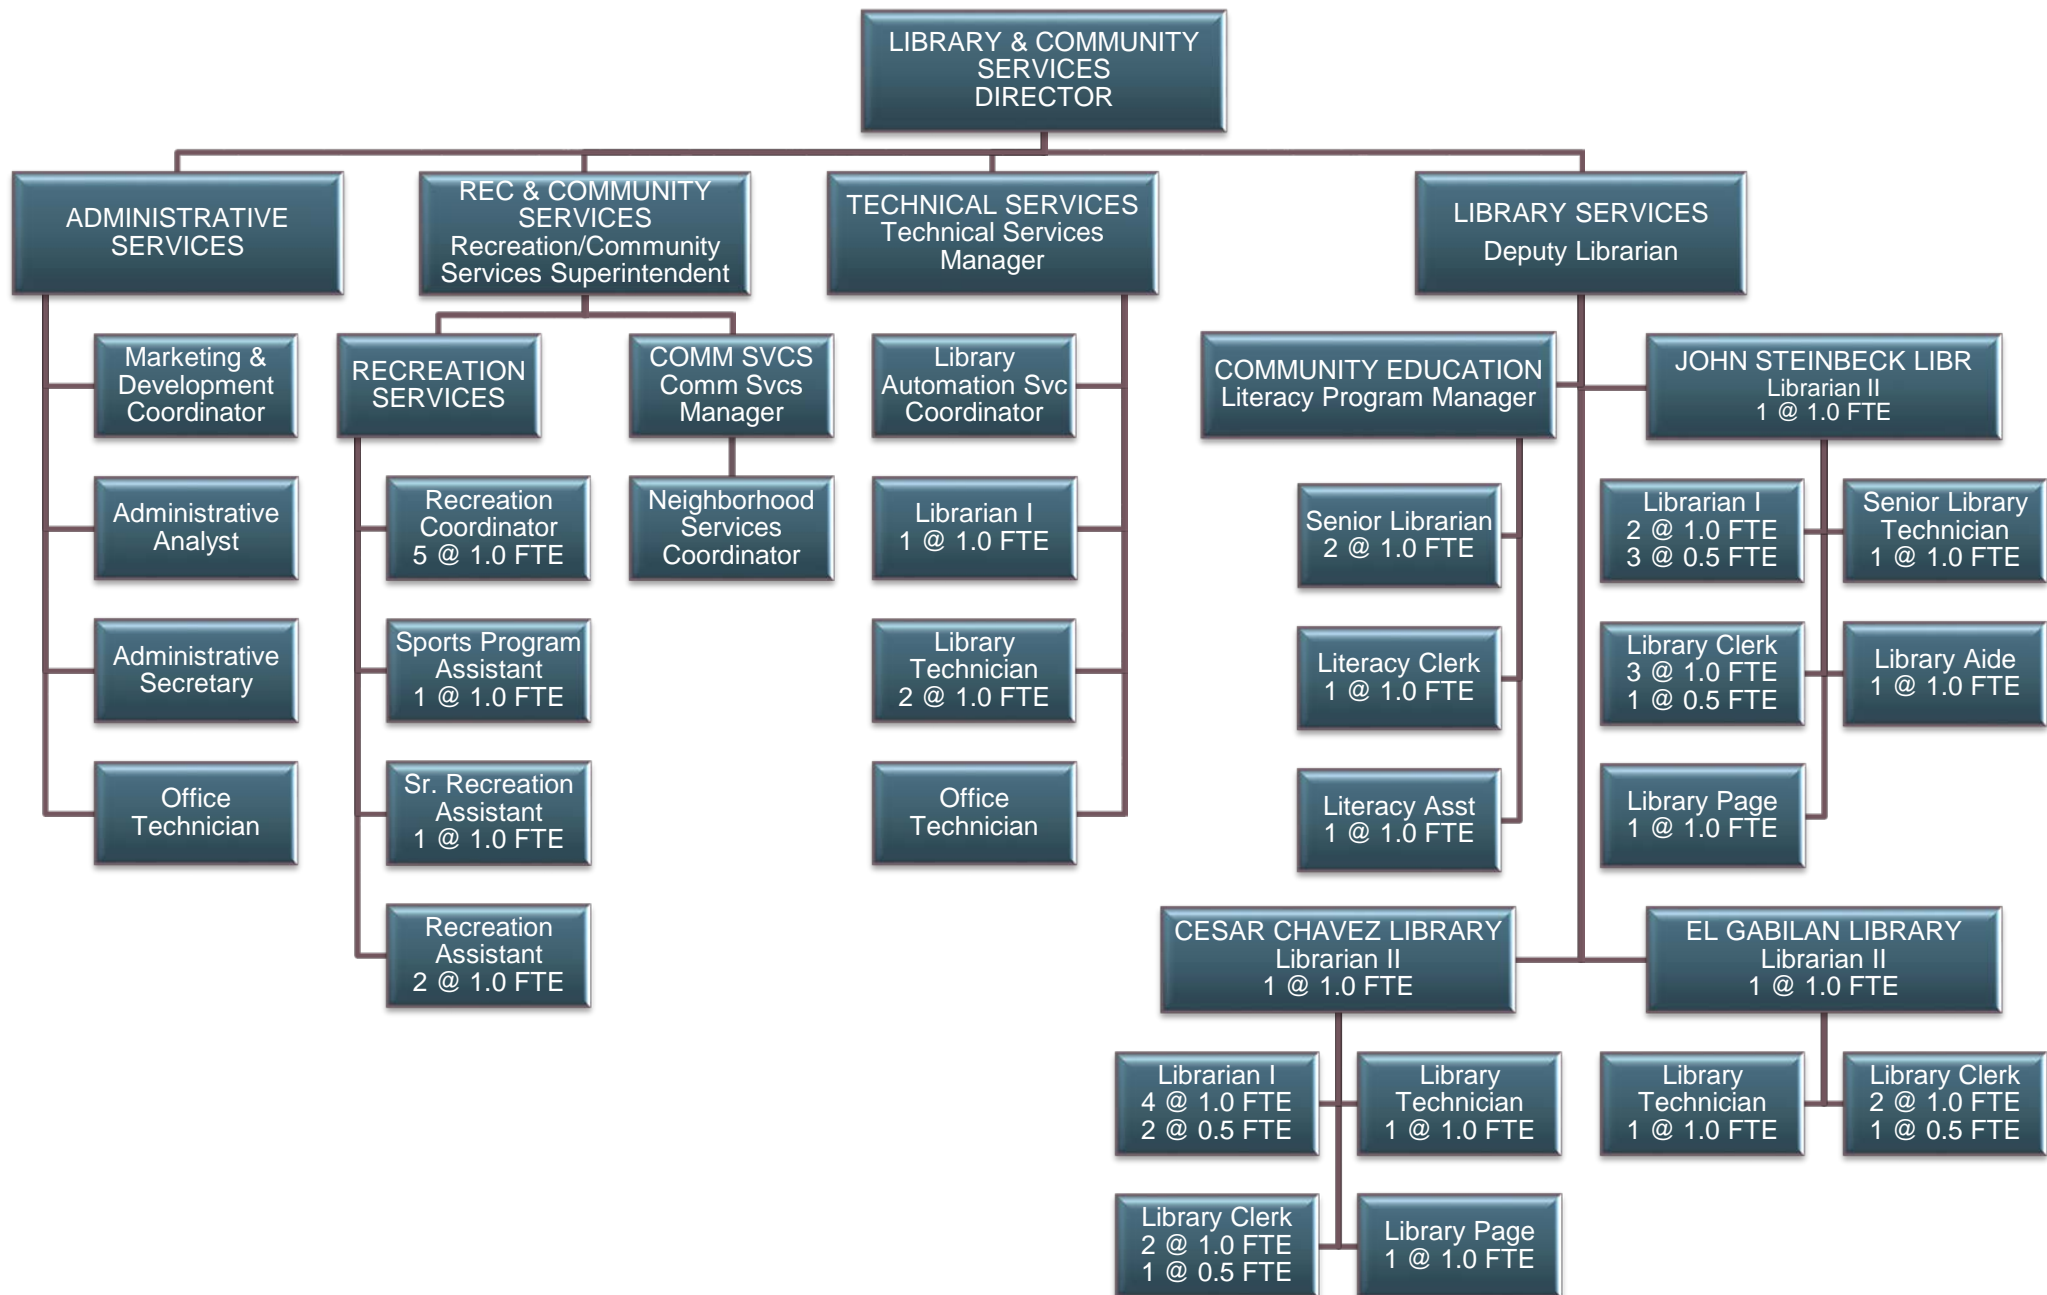 LIBRARY & COMMUNITY
SERVICES
DIRECTOR
ADMINISTRATIVE
SERVICES
REC & COMMUNITY
SERVICES
Recreation/Community
Services Superintendent
TECHNICAL SERVICES
Technical Services
Manager
LIBRARY SERVICES
Deputy Librarian
Marketing &
Development
Coordinator
Administrative
Analyst
Administrative
Secretary
Office
Technician
RECREATION
SERVICES
Recreation
Coordinator
5 @ 1.0 FTE
Sports Program
Assistant
1 @ 1.0 FTE
Sr. Recreation
Assistant
1 @ 1.0 FTE
Recreation
Assistant
2 @ 1.0 FTE
COMM SVCS
Comm Svcs
Manager
Neighborhood
Services
Coordinator
Library
Automation Svc
Coordinator
Librarian I
1 @ 1.0 FTE
Library
Technician
2 @ 1.0 FTE
Office
Technician
COMMUNITY EDUCATION
Literacy Program Manager
Senior Librarian
2 @ 1.0 FTE
Literacy Clerk
1 @ 1.0 FTE
Literacy Asst
1 @ 1.0 FTE
JOHN STEINBECK LIBR
Librarian II
1 @ 1.0 FTE
Librarian I
2 @ 1.0 FTE
3 @ 0.5 FTE
Senior Library
Technician
1 @ 1.0 FTE
Library Clerk
3 @ 1.0 FTE
1 @ 0.5 FTE
Library Aide
1 @ 1.0 FTE
Library Page
1 @ 1.0 FTE
CESAR CHAVEZ LIBRARY
Librarian II
1 @ 1.0 FTE
Librarian I
4 @ 1.0 FTE
2 @ 0.5 FTE
Library
Technician
1 @ 1.0 FTE
Library Clerk
2 @ 1.0 FTE
1 @ 0.5 FTE
Library Page
1 @ 1.0 FTE
EL GABILAN LIBRARY
Librarian II
1 @ 1.0 FTE
Library
Technician
1 @ 1.0 FTE
Library Clerk
2 @ 1.0 FTE
1 @ 0.5 FTE